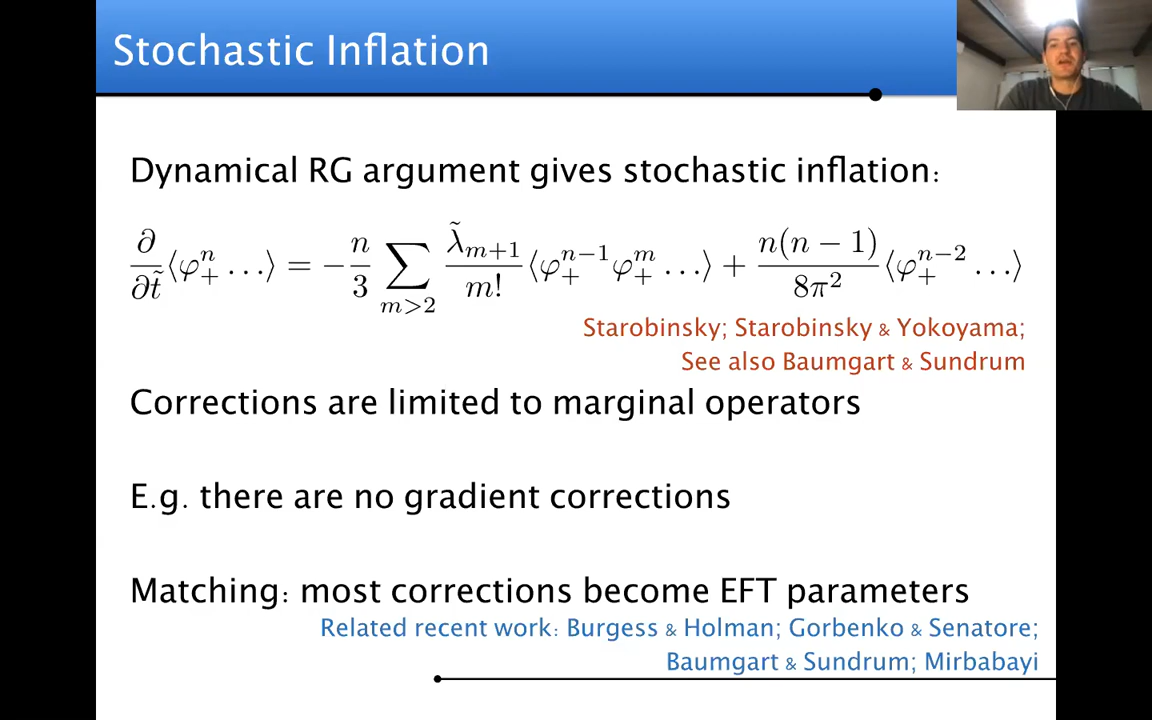 Stochastic Inflation
Dynamical RG argument gives stochastic inflation:
∂/∂t̃ ⟨φ₊ⁿ …⟩ = −n/3 ∑_{m>2} λ̃_{m+1}/m! ⟨φ₊ⁿ⁻¹ φ₊ᵐ …⟩ + n(n − 1)/8π² ⟨φ₊ⁿ⁻² …⟩
Starobinsky; Starobinsky & Yokoyama;
See also Baumgart & Sundrum
Corrections are limited to marginal operators
E.g. there are no gradient corrections
Matching: most corrections become EFT parameters
Related recent work: Burgess & Holman; Gorbenko & Senatore;
Baumgart & Sundrum; Mirbabayi